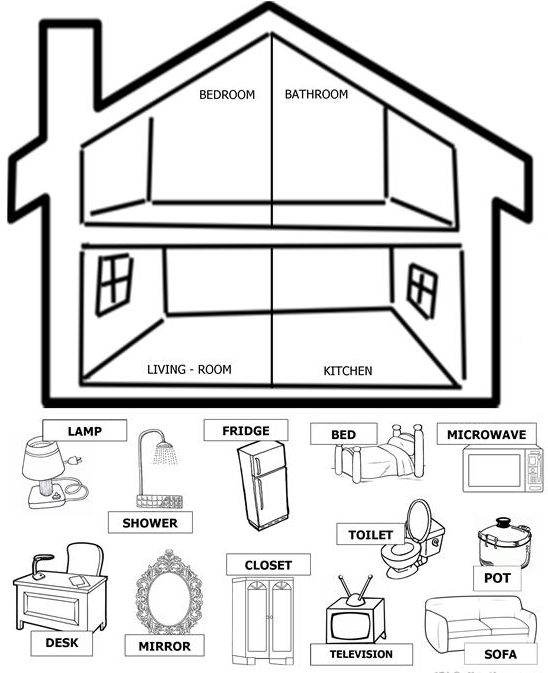 BEDROOM
BATHROOM
LIVING - ROOM
KITCHEN
LAMP
FRIDGE
BED
MICROWAVE
SHOWER
TOILET
POT
CLOSET
DESK
MIRROR
TELEVISION
SOFA